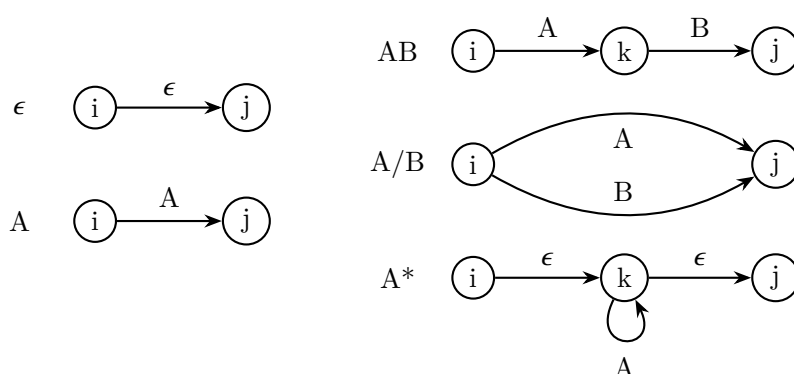 ϵ i ϵ j
A i A j
AB i A k B j
A/B i A B j
A* i ϵ k ϵ j A